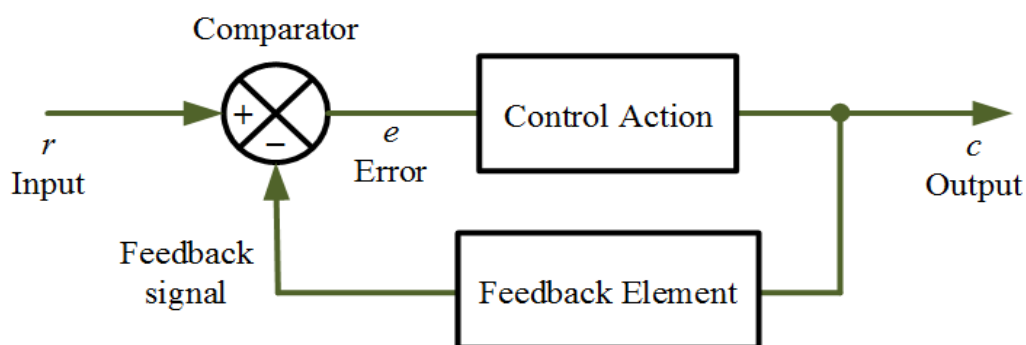 Comparator
+
−
r
Input
e
Error
Control Action
c
Output
Feedback
signal
Feedback Element